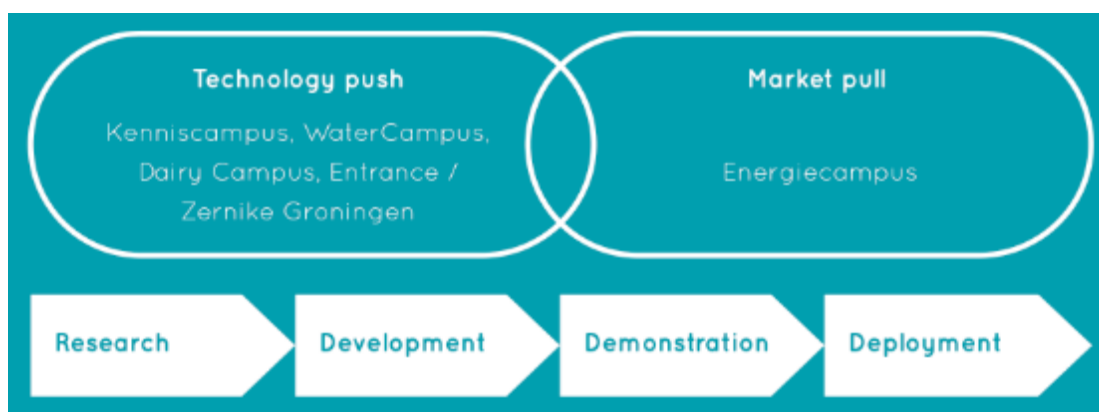 Technology push
Kenniscampus, WaterCampus,
Dairy Campus, Entrance /
Zernike Groningen
Market pull
Energiecampus
Research
Development
Demonstration
Deployment